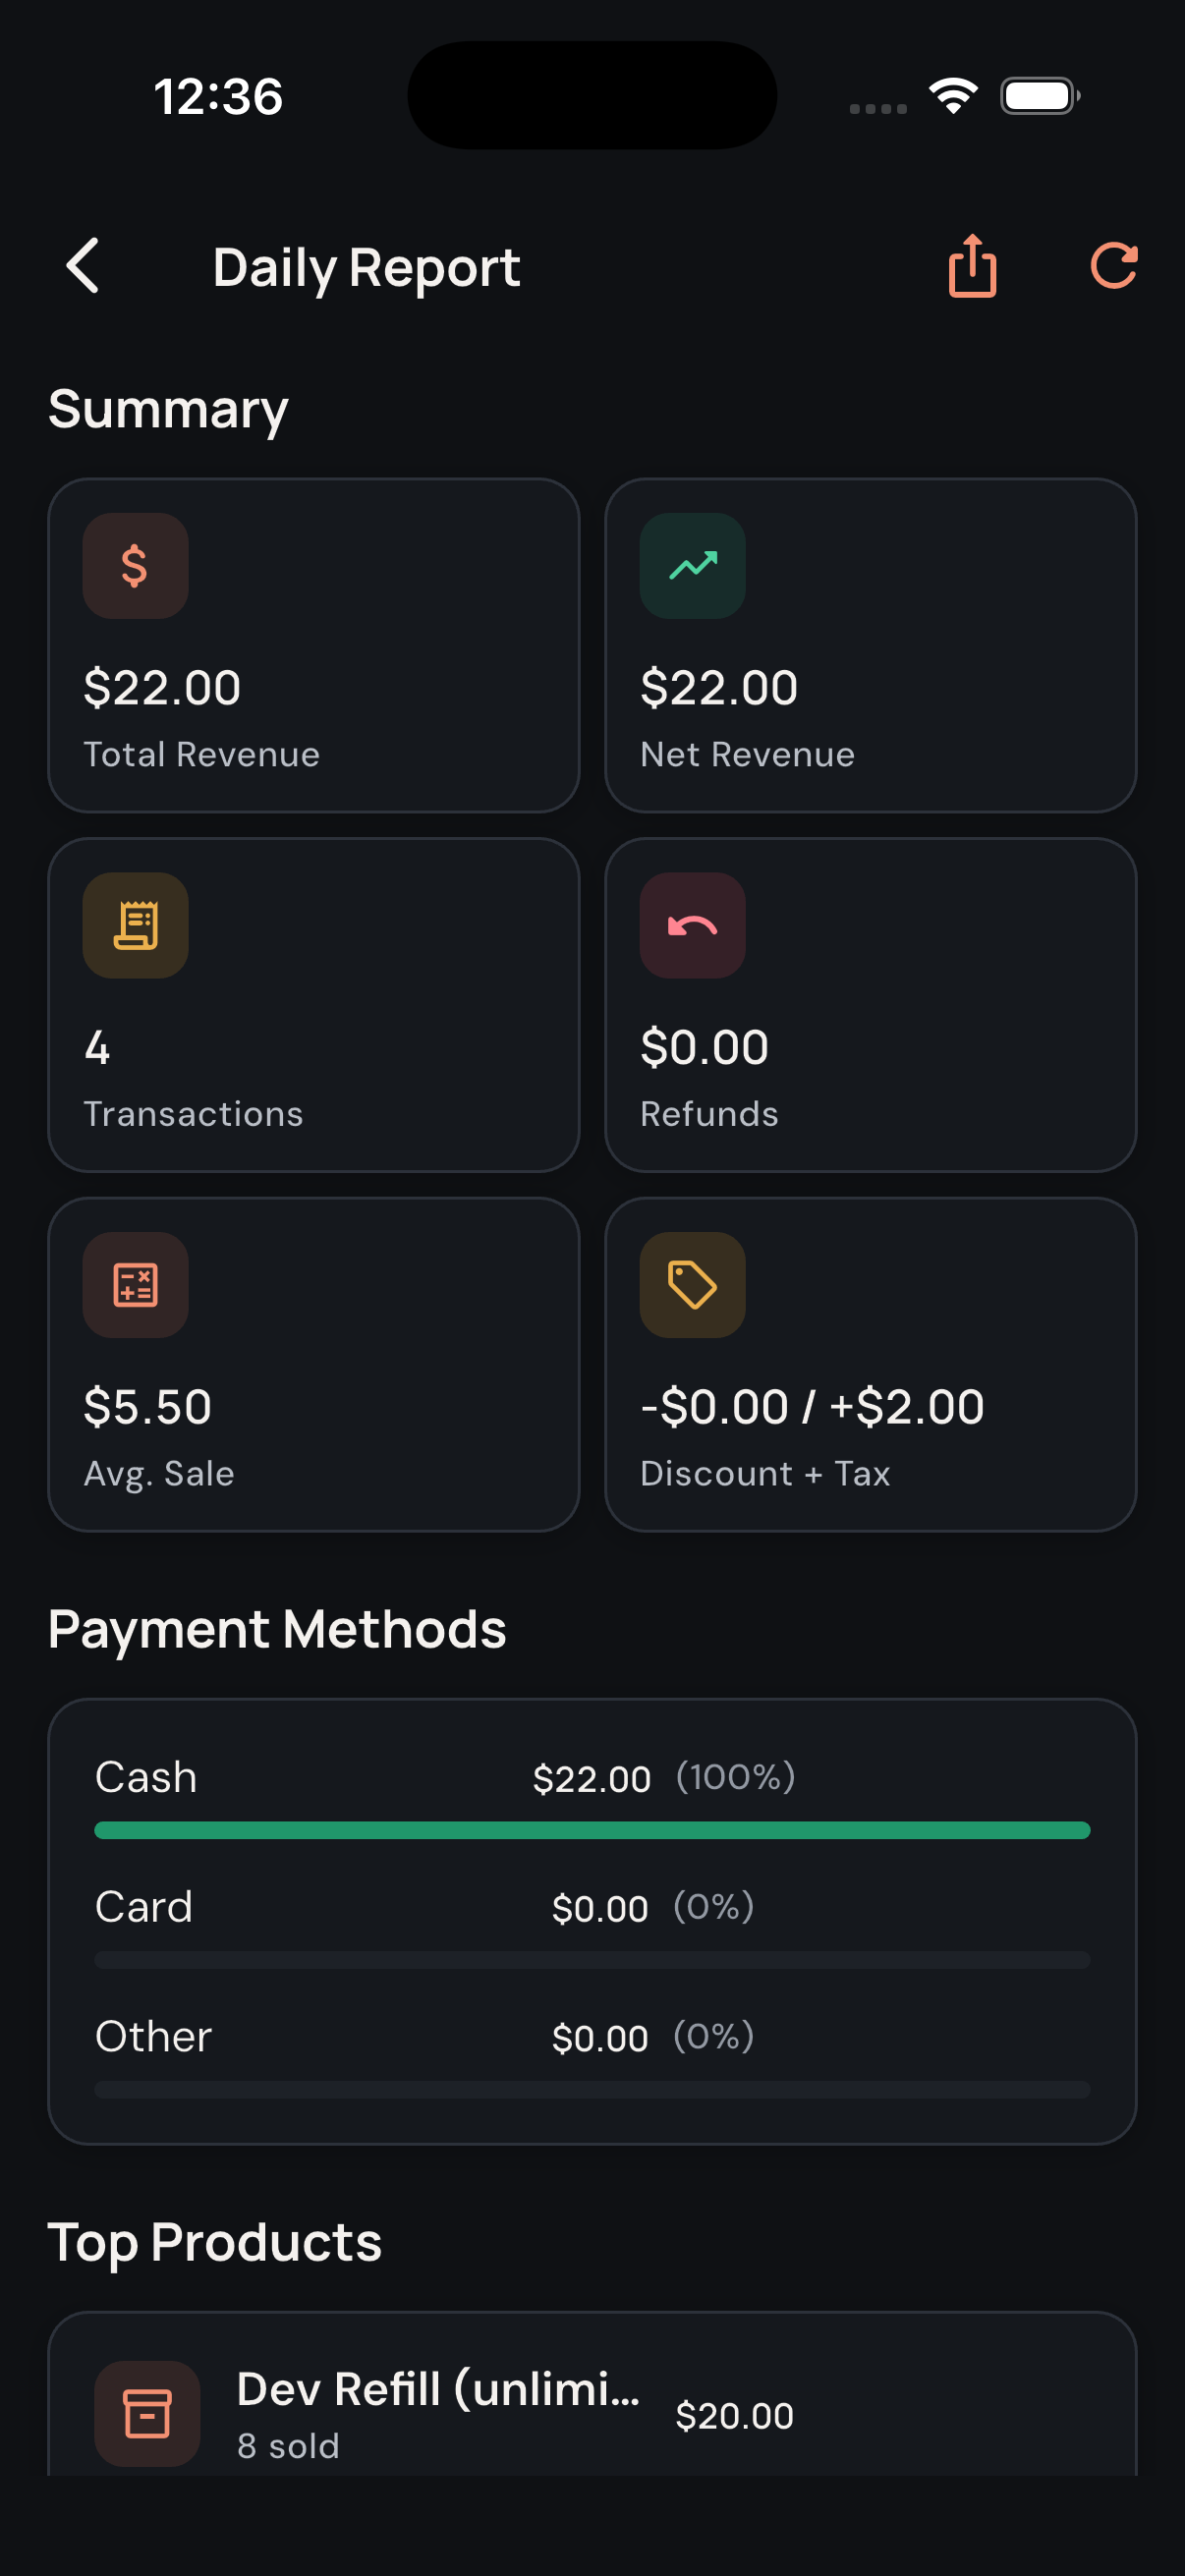 12:36
Daily Report
Summary
$22.00
Total Revenue
$22.00
Net Revenue
4
Transactions
$0.00
Refunds
$5.50
Avg. Sale
-$0.00 / +$2.00
Discount + Tax
Payment Methods
Cash $22.00 (100%)
Card $0.00 (0%)
Other $0.00 (0%)
Top Products
Dev Refill (unlimi...
$20.00
8 sold